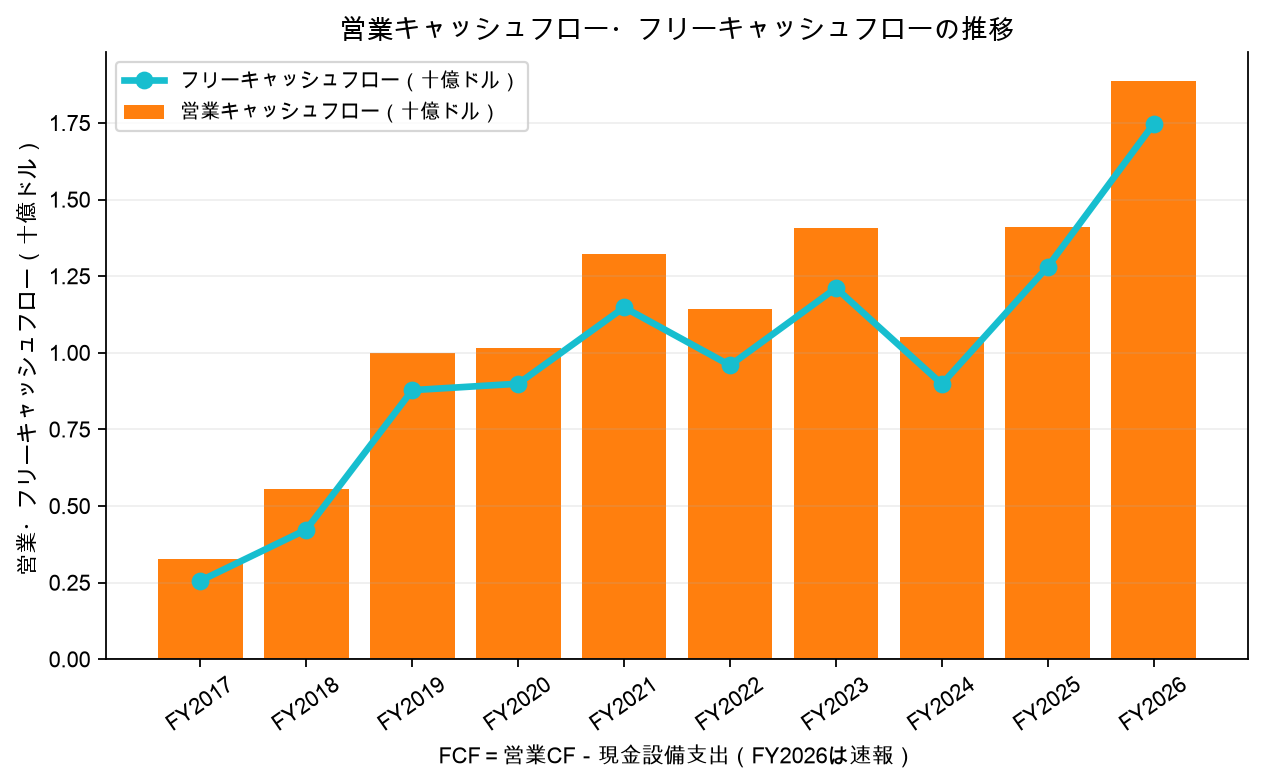 営業キャッシュフロー・フリーキャッシュフローの推移
フリーキャッシュフロー（十億ドル）
営業キャッシュフロー（十億ドル）
営業・フリーキャッシュフロー（十億ドル）
1.75
1.50
1.25
1.00
0.75
0.50
0.25
0.00
FY2017
FY2018
FY2019
FY2020
FY2021
FY2022
FY2023
FY2024
FY2025
FY2026
FCF = 営業CF - 現金設備支出（FY2026は速報）